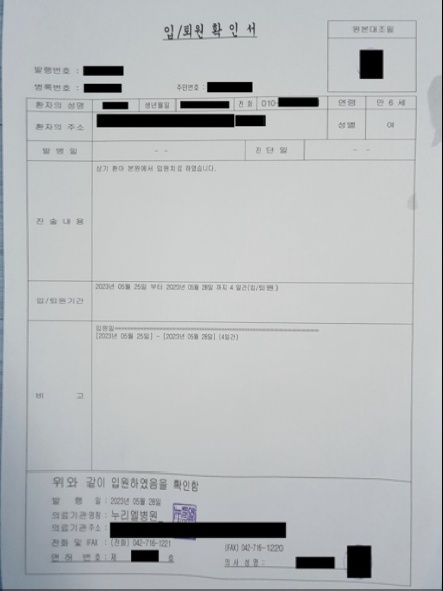 입/퇴원확인서
원본대조필
발행번호 :
병록번호 : 주민번호 :
환자의 성명 생년월일 전 화 010- 연령 만 6 세
환자의 주소 성별 여
발 병 일 - - 진 단 일 - -
상기 환아 본원에서 입원치료 하였습니다.
진 술 내 용
2023년 05월 25일 부터 2023년 05월 28일 까지 4 일간(입/퇴원)
입/퇴원기간
입원일
[2023년 05월 25일] - [2023년 05월 28일] (4일간)
비 고
위와 같이 입원하였음을 확인함
발 행 일 : 2023년 05월 28일
의료기관명칭 : 누리엘병원
의료기관주소 :
전화 및 FAX : (전화) 042-716-1221 (FAX) 042-716-1220
면 허 번 호 : 제 호 의 사 성 명 :